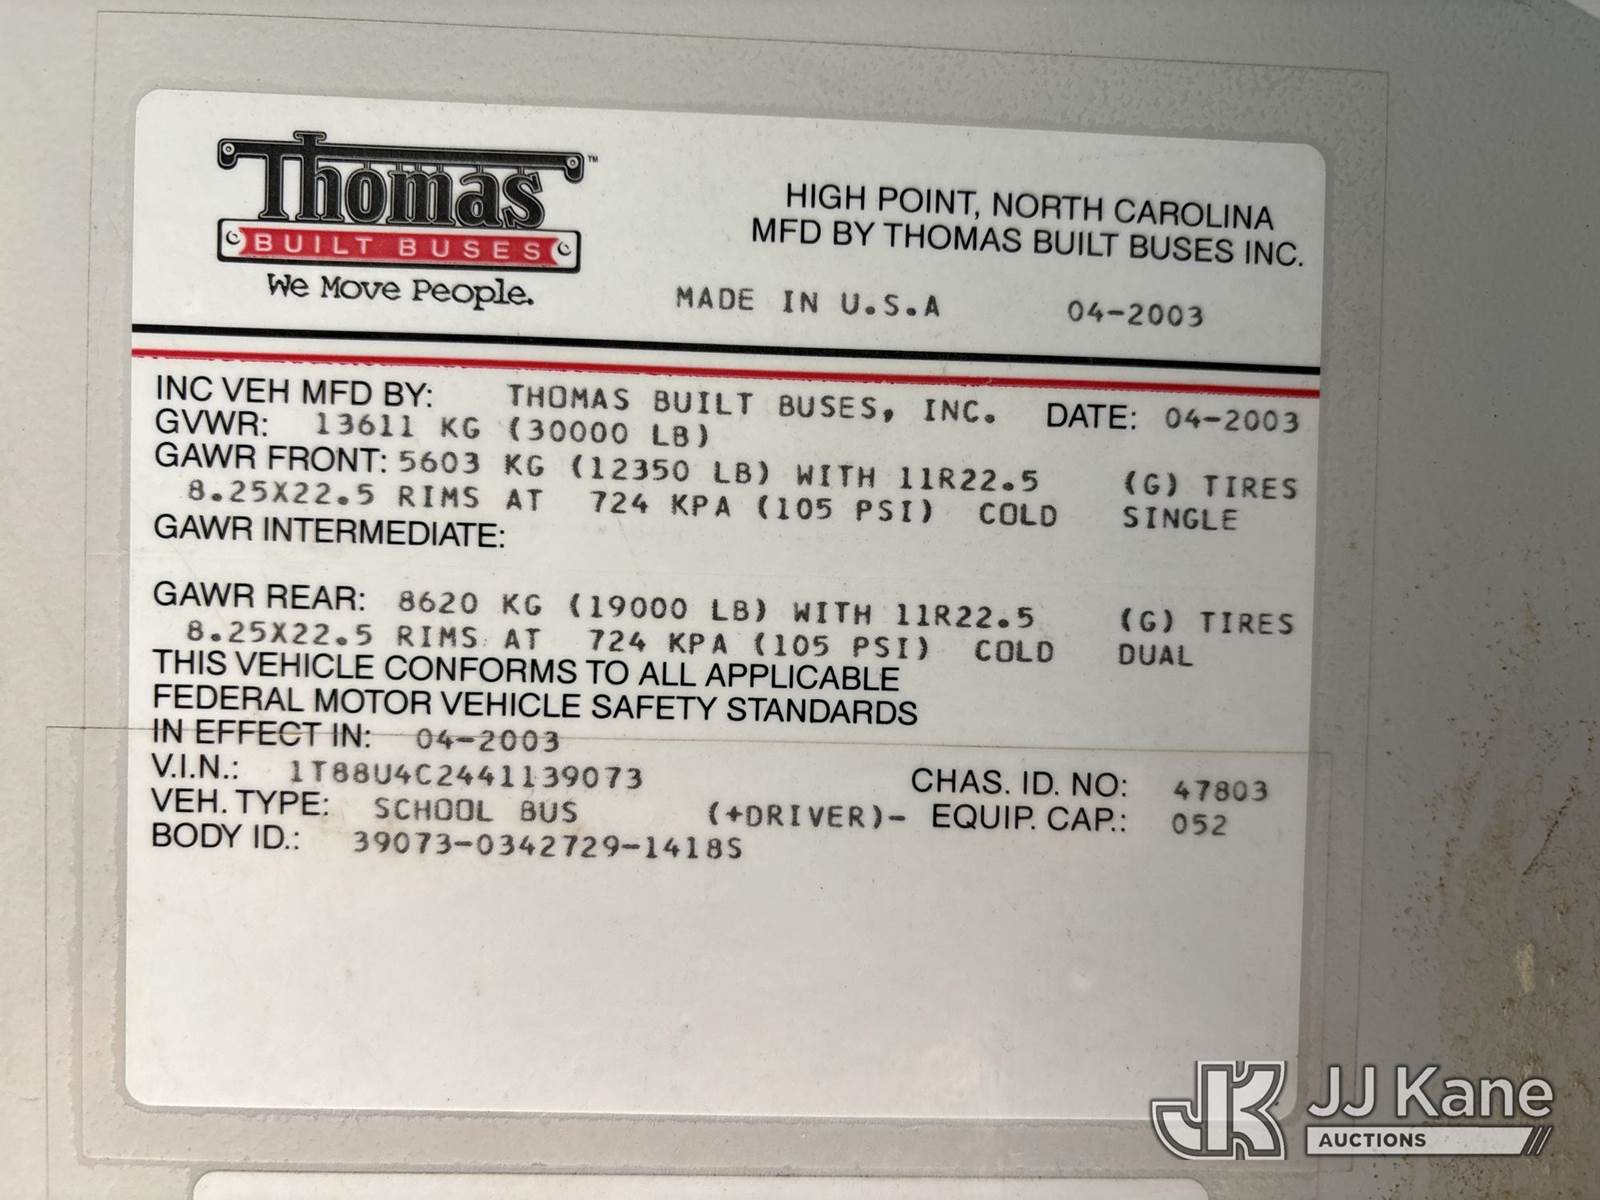 Thomas™
BUILT BUSES
We Move People.
HIGH POINT, NORTH CAROLINA
MFD BY THOMAS BUILT BUSES INC.
MADE IN U.S.A 04-2003
INC VEH MFD BY: THOMAS BUILT BUSES, INC. DATE: 04-2003
GVWR: 13611 KG (30000 LB)
GAWR FRONT: 5603 KG (12350 LB) WITH 11R22.5 (G) TIRES
8.25X22.5 RIMS AT 724 KPA (105 PSI) COLD SINGLE
GAWR INTERMEDIATE:
GAWR REAR: 8620 KG (19000 LB) WITH 11R22.5 (G) TIRES
8.25X22.5 RIMS AT 724 KPA (105 PSI) COLD DUAL
THIS VEHICLE CONFORMS TO ALL APPLICABLE
FEDERAL MOTOR VEHICLE SAFETY STANDARDS
IN EFFECT IN: 04-2003
V.I.N.: 1T88U4C2441139073 CHAS. ID. NO: 47803
VEH. TYPE: SCHOOL BUS (+DRIVER)- EQUIP. CAP.: 052
BODY ID.: 39073-0342729-1418S
JK JJ Kane
AUCTIONS